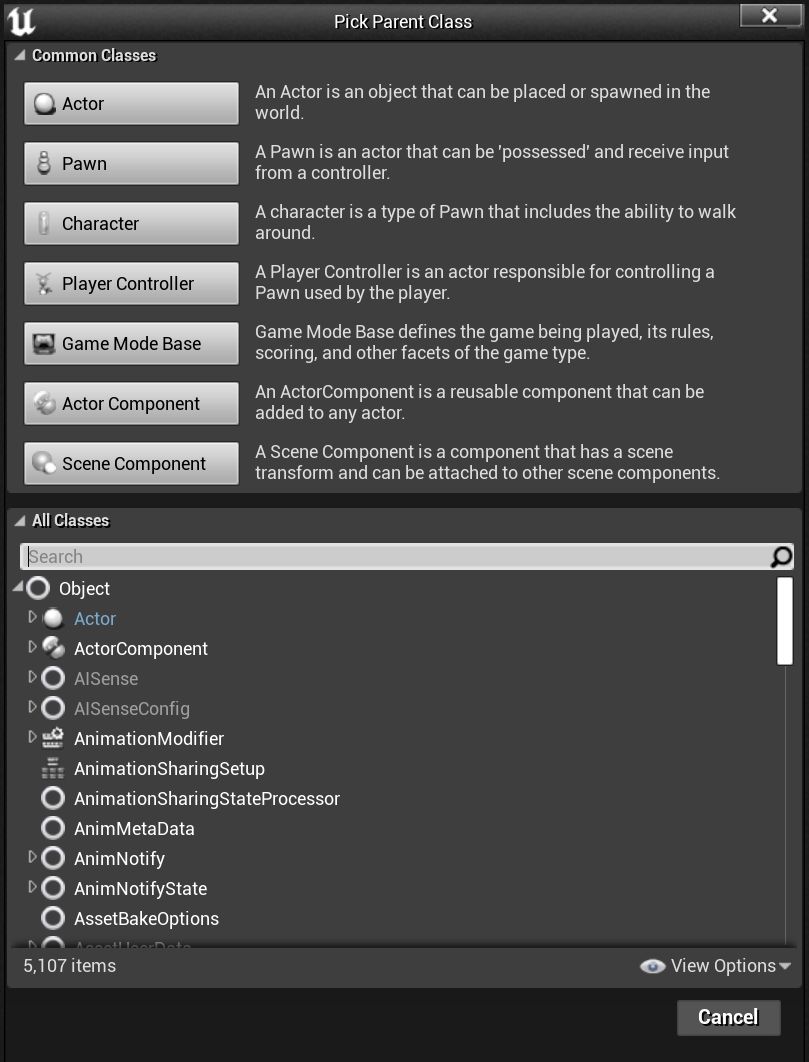 Pick Parent Class
Common Classes
Actor
An Actor is an object that can be placed or spawned in the
world.
Pawn
A Pawn is an actor that can be 'possessed' and receive input
from a controller.
Character
A character is a type of Pawn that includes the ability to walk
around.
Player Controller
A Player Controller is an actor responsible for controlling a
Pawn used by the player.
Game Mode Base
Game Mode Base defines the game being played, its rules,
scoring, and other facets of the game type.
Actor Component
An ActorComponent is a reusable component that can be
added to any actor.
Scene Component
A Scene Component is a component that has a scene
transform and can be attached to other scene components.
All Classes
Search
Object
Actor
ActorComponent
AISense
AISenseConfig
AnimationModifier
AnimationSharingSetup
AnimationSharingStateProcessor
AnimMetaData
AnimNotify
AnimNotifyState
AssetBakeOptions
AssetUserData
5,107 items
View Options
Cancel